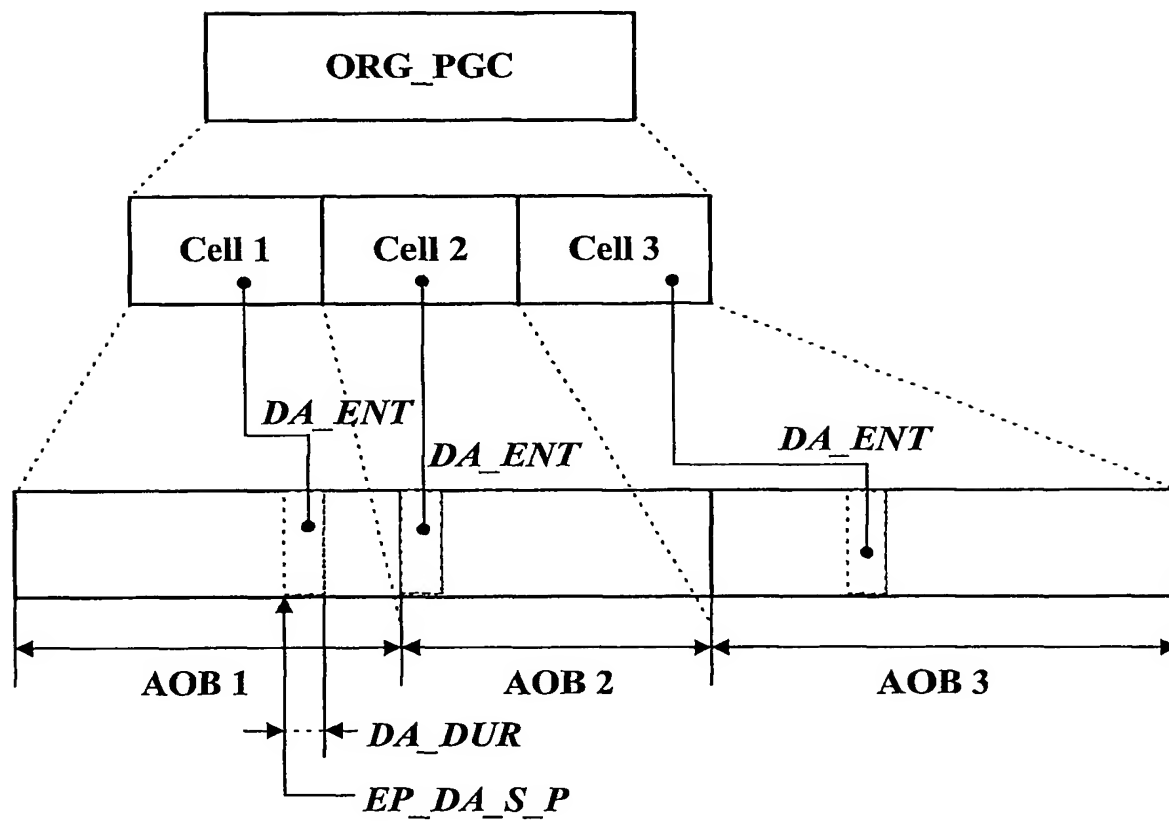 ORG_PGC
Cell 1
Cell 2
Cell 3
DA_ENT
DA_ENT
DA_ENT
AOB 1
AOB 2
AOB 3
DA_DUR
EP_DA_S_P